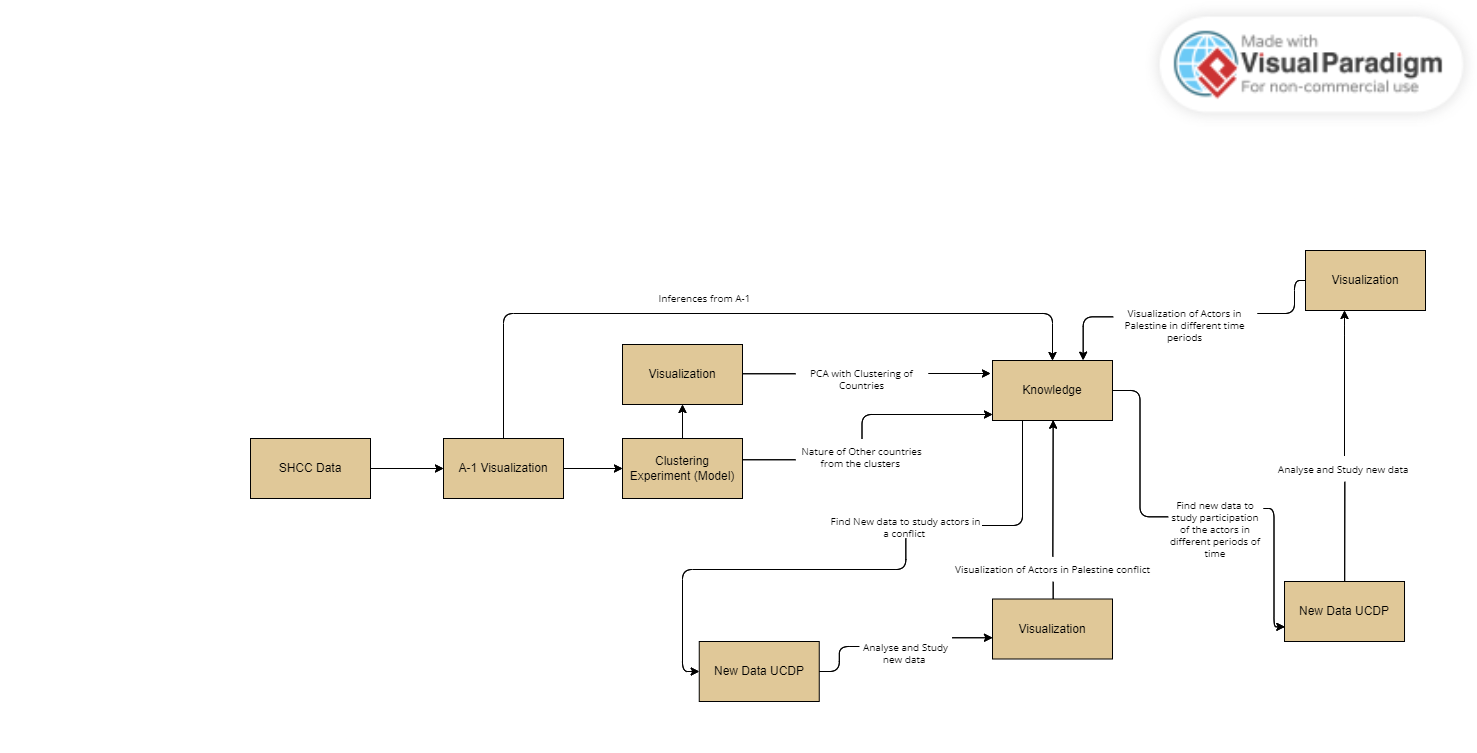 Made with
Visual Paradigm
For non-commercial use
Visualization
Inferences from A-1
Visualization of Actors in
Palestine in different time
periods
Visualization
PCA with Clustering of
Countries
Knowledge
SHCC Data
A-1 Visualization
Clustering
Experiment (Model)
Nature of Other countries
from the clusters
Analyse and Study new data
Find New data to study actors in
a conflict
Find new data to
study participation
of the actors in
different periods of
time
Visualization of Actors in Palestine conflict
New Data UCDP
Visualization
Analyse and Study
new data
New Data UCDP